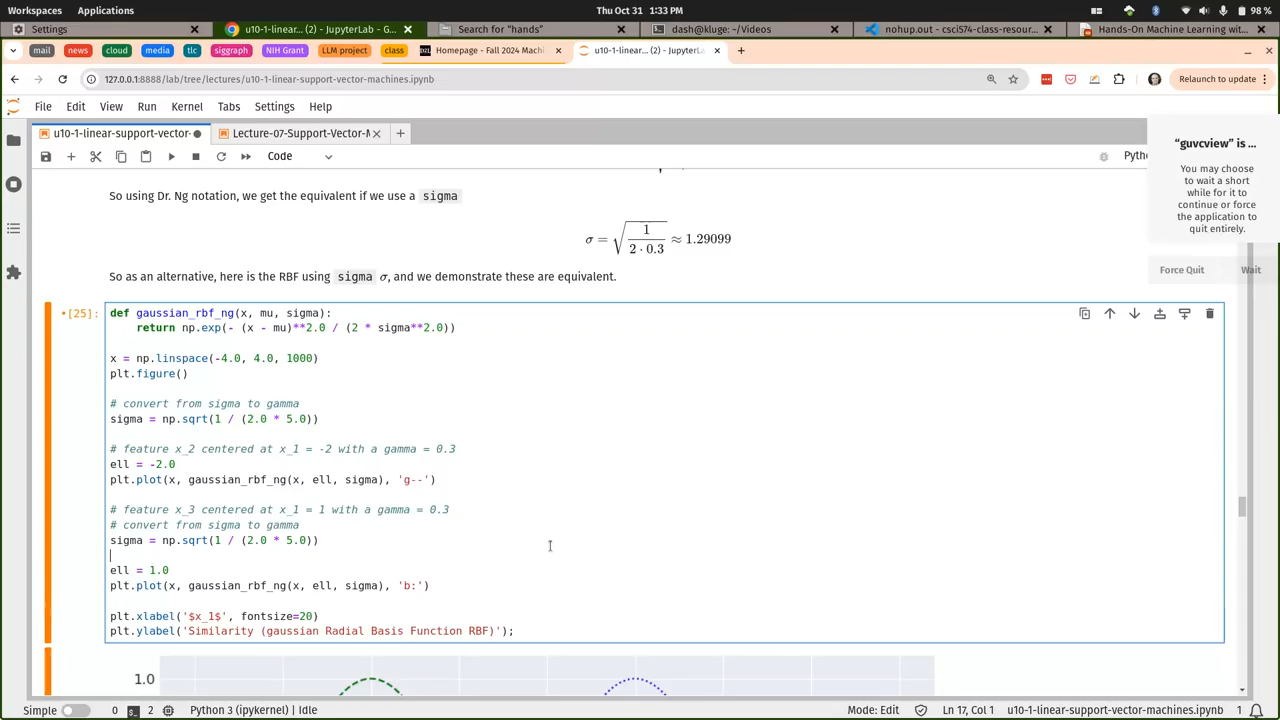 Workspaces Applications Thu Oct 31 1:33 PM 98 %
Settings u10-1-linear... (2) - JupyterLab - G... Search for “hands” dash@kluge: ~/Videos nohup.out - csci574-class-resour... Hands-On Machine Learning wit...
mail news cloud media tlc siggraph NIH Grant LLM project class Homepage - Fall 2024 Machi u10-1-linear... (2) - JupyterLa
127.0.0.1:8888/lab/tree/lectures/u10-1-linear-support-vector-machines.ipynb Relaunch to update
File Edit View Run Kernel Tabs Settings Help
u10-1-linear-support-vector- Lecture-07-Support-Vector-M
Code Pyth
“guvcview” is ...
You may choose
to wait a short
while for it to
continue or force
the application to
quit entirely.
Force Quit Wait
So using Dr. Ng notation, we get the equivalent if we use a sigma
σ = √(1 / (2 · 0.3)) ≈ 1.29099
So as an alternative, here is the RBF using sigma σ, and we demonstrate these are equivalent.
[25]: def gaussian_rbf_ng(x, mu, sigma):
return np.exp(- (x - mu)**2.0 / (2 * sigma**2.0))
x = np.linspace(-4.0, 4.0, 1000)
plt.figure()
# convert from sigma to gamma
sigma = np.sqrt(1 / (2.0 * 5.0))
# feature x_2 centered at x_1 = -2 with a gamma = 0.3
ell = -2.0
plt.plot(x, gaussian_rbf_ng(x, ell, sigma), 'g--')
# feature x_3 centered at x_1 = 1 with a gamma = 0.3
# convert from sigma to gamma
sigma = np.sqrt(1 / (2.0 * 5.0))
ell = 1.0
plt.plot(x, gaussian_rbf_ng(x, ell, sigma), 'b:')
plt.xlabel('$x_1$', fontsize=20)
plt.ylabel('Similarity (gaussian Radial Basis Function RBF)');
1.0
Simple 0 2 Python 3 (ipykernel) | Idle Mode: Edit Ln 17, Col 1 u10-1-linear-support-vector-machines.ipynb 1